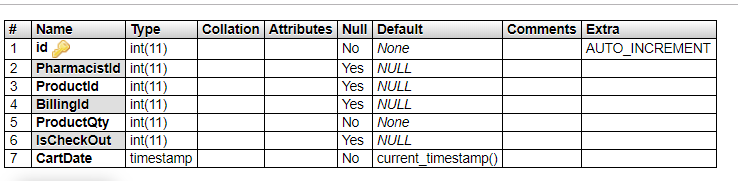 # Name Type Collation Attributes Null Default Comments Extra
1 id int(11) No None AUTO_INCREMENT
2 PharmacistId int(11) Yes NULL
3 ProductId int(11) Yes NULL
4 BillingId int(11) Yes NULL
5 ProductQty int(11) No None
6 IsCheckOut int(11) Yes NULL
7 CartDate timestamp No current_timestamp()